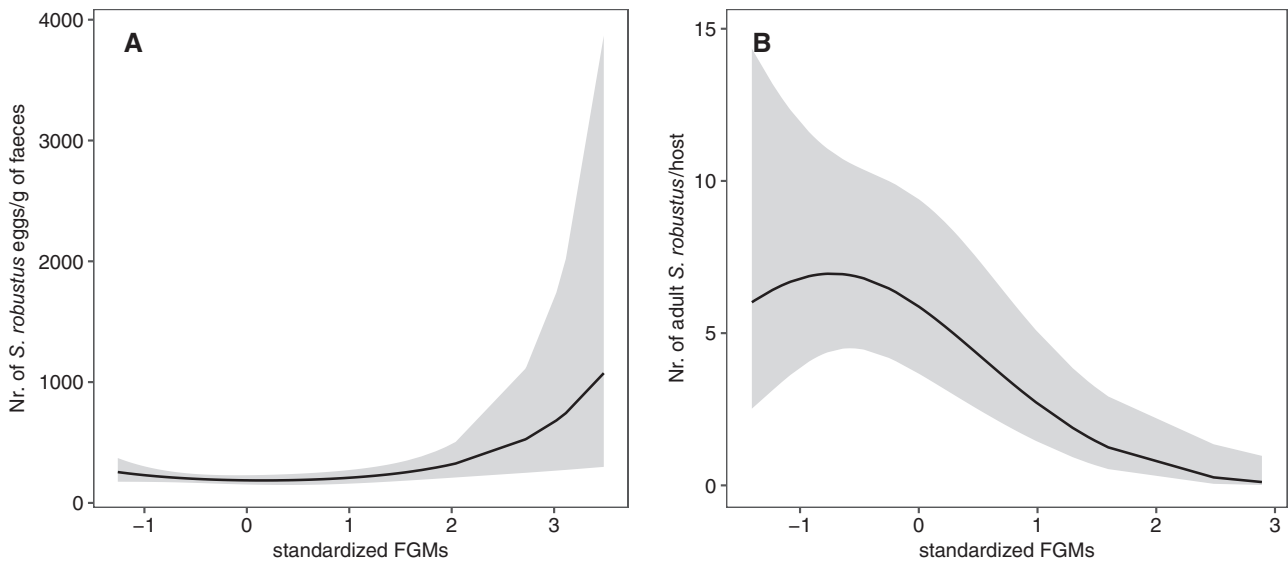 A
Nr. of S. robustus eggs/g of faeces
4000
3000
2000
1000
0
−1 0 1 2 3
standardized FGMs
B
Nr. of adult S. robustus/host
15
10
5
0
−1 0 1 2 3
standardized FGMs